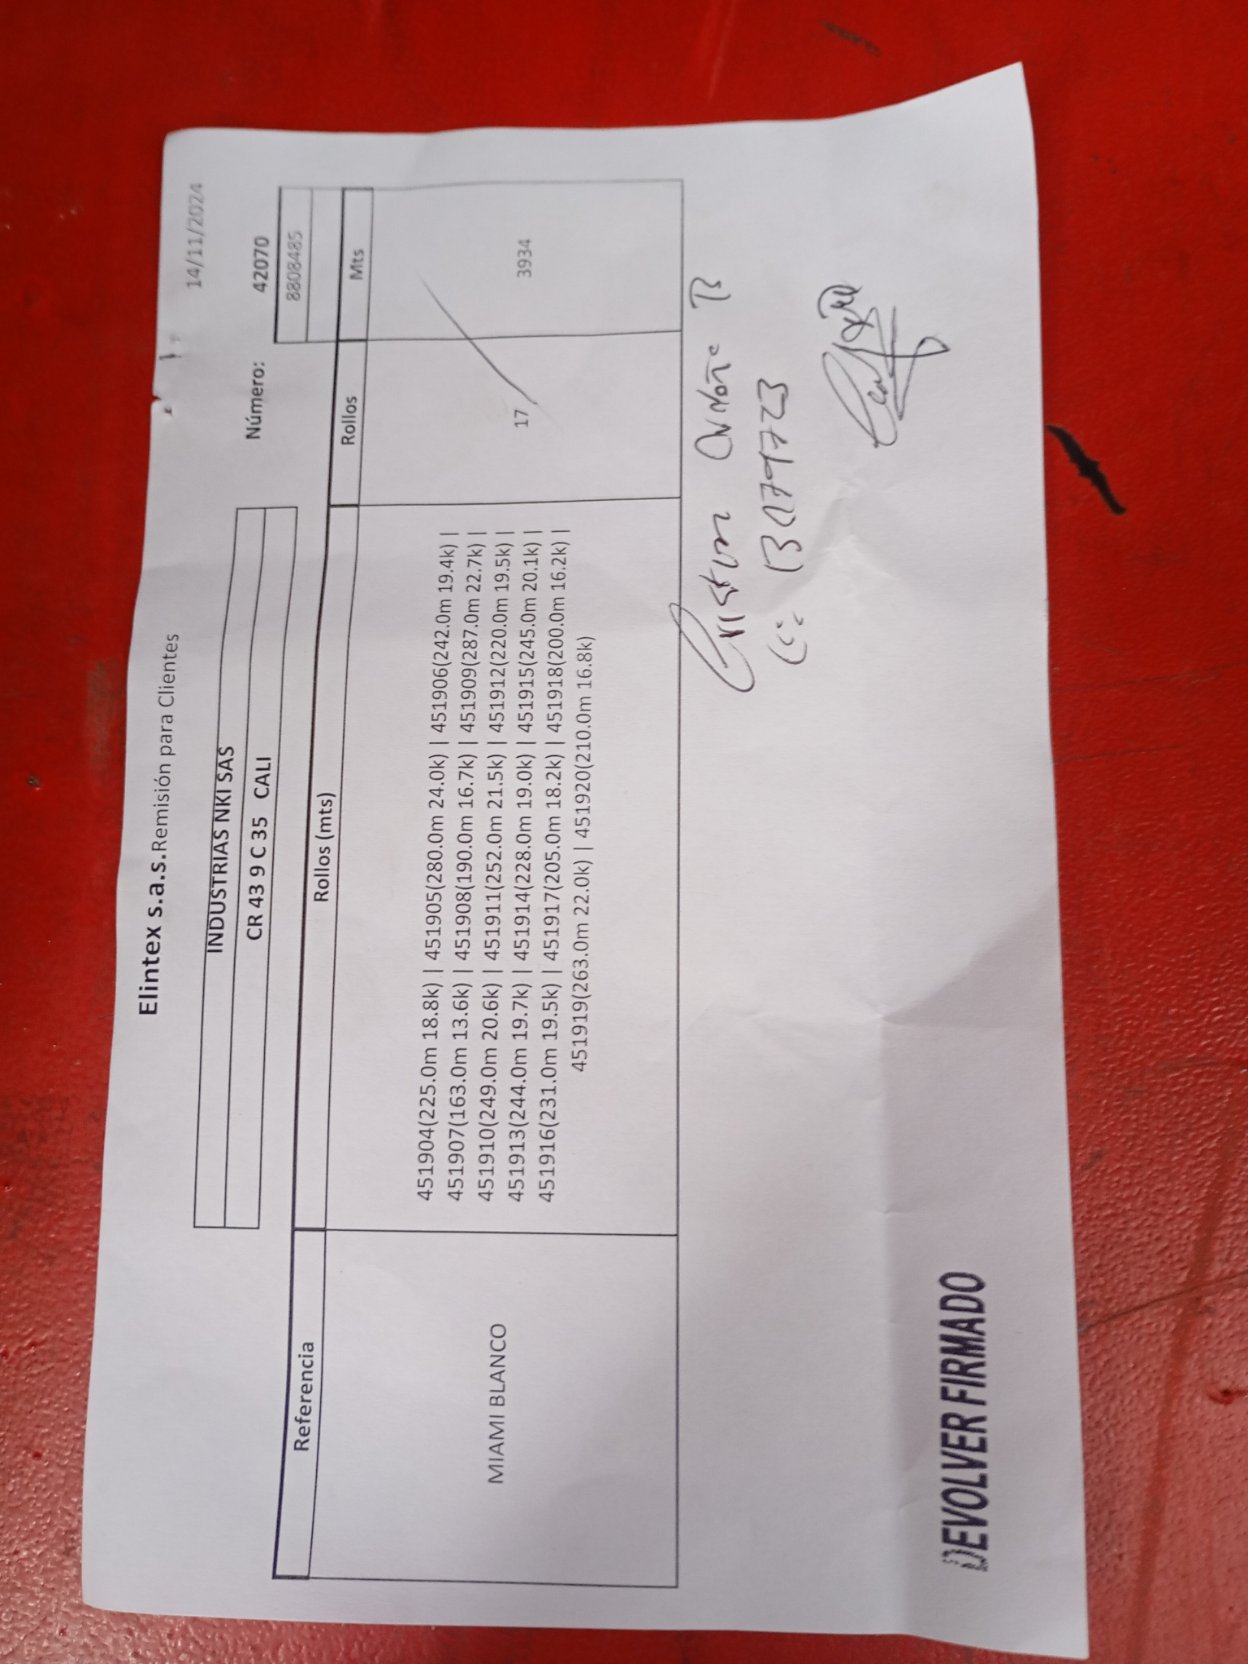 14/11/2024
Elintex s.a.s. Remisión para Clientes
Número: 42070
INDUSTRIAS NKI SAS
8808485
CR 43 9 C 35 CALI
Referencia Rollos (mts) Rollos Mts
451904(225.0m 18.8k) | 451905(280.0m 24.0k) | 451906(242.0m 19.4k) |
451907(163.0m 13.6k) | 451908(190.0m 16.7k) | 451909(287.0m 22.7k) |
451910(249.0m 20.6k) | 451911(252.0m 21.5k) | 451912(220.0m 19.5k) |
MIAMI BLANCO 451913(244.0m 19.7k) | 451914(228.0m 19.0k) | 451915(245.0m 20.1k) | 17 3934
451916(231.0m 19.5k) | 451917(205.0m 18.2k) | 451918(200.0m 16.2k) |
451919(263.0m 22.0k) | 451920(210.0m 16.8k)
DEVOLVER FIRMADO